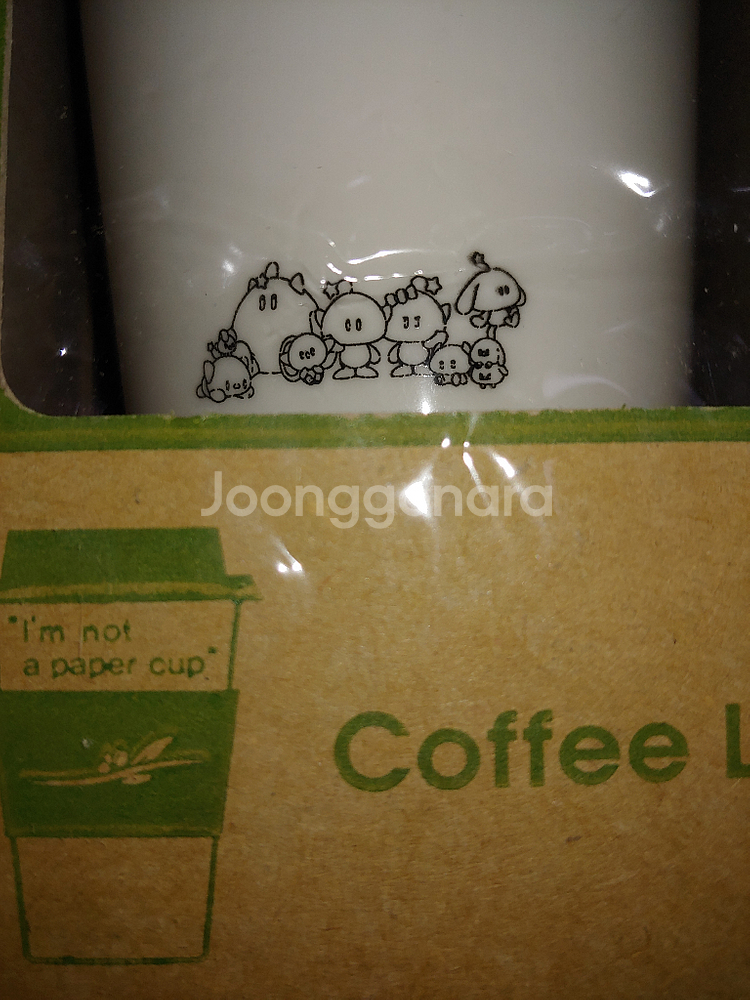 Joonggonara
"I'm not
a paper cup"
Coffee L